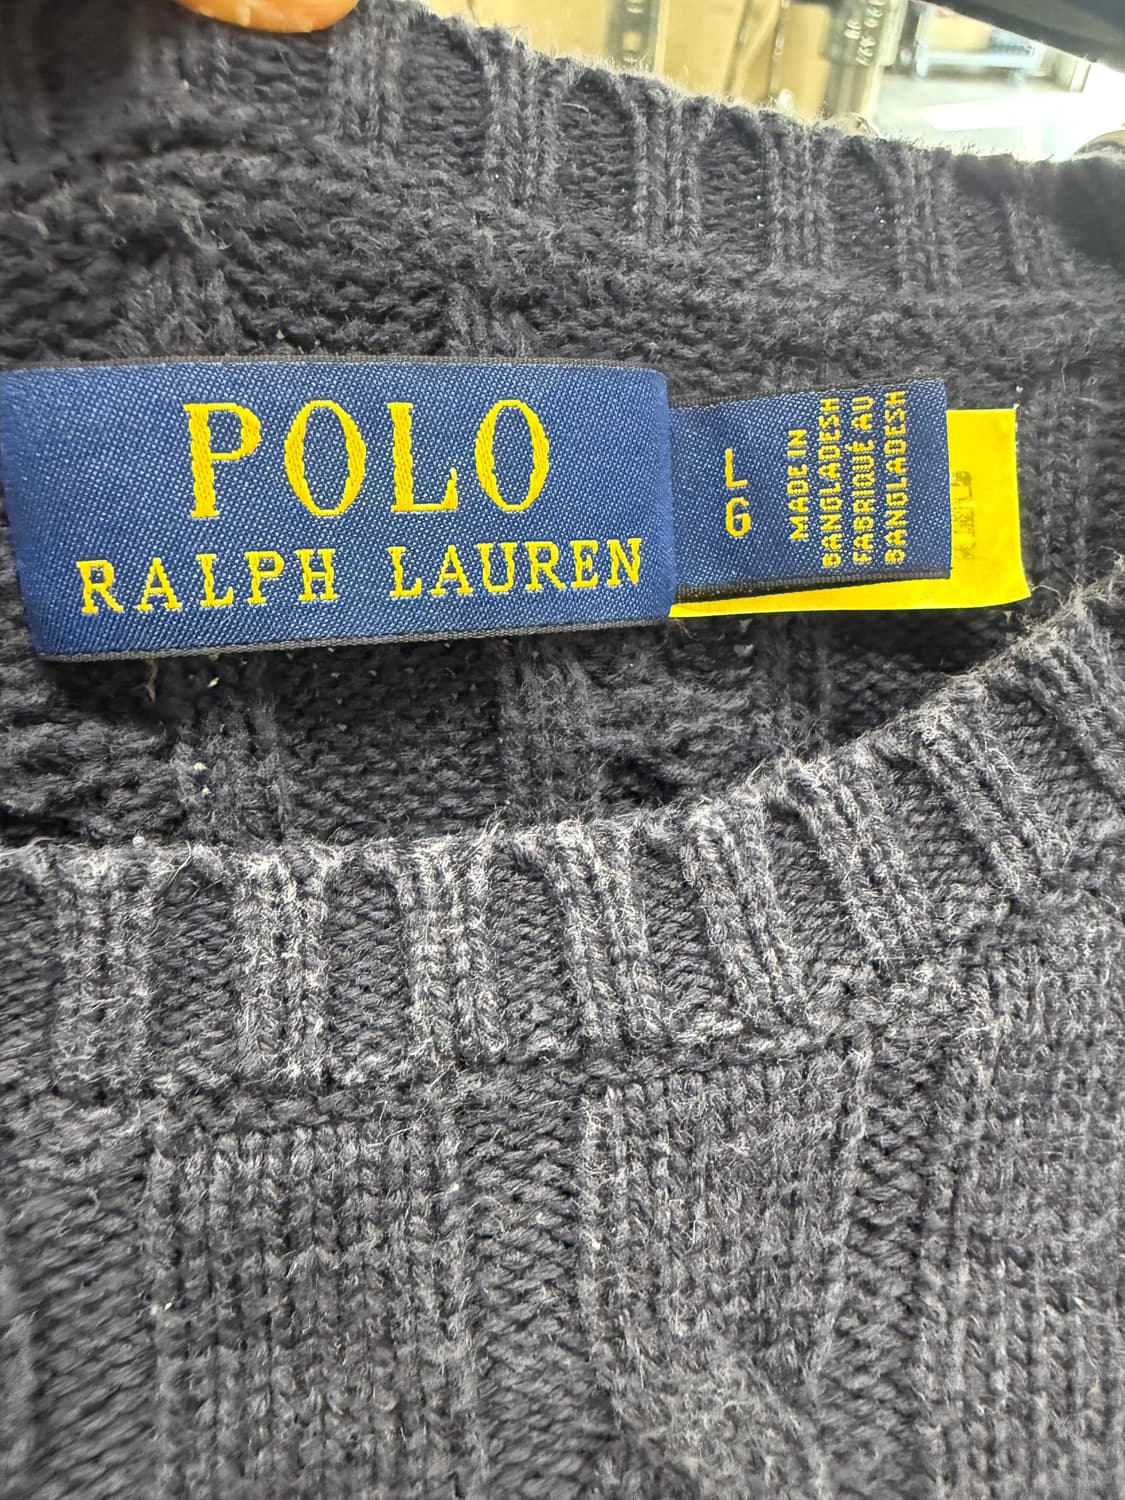 POLO
RALPH LAUREN
L
G
MADE IN
BANGLADESH
FABRIQUÉ AU
BANGLADESH